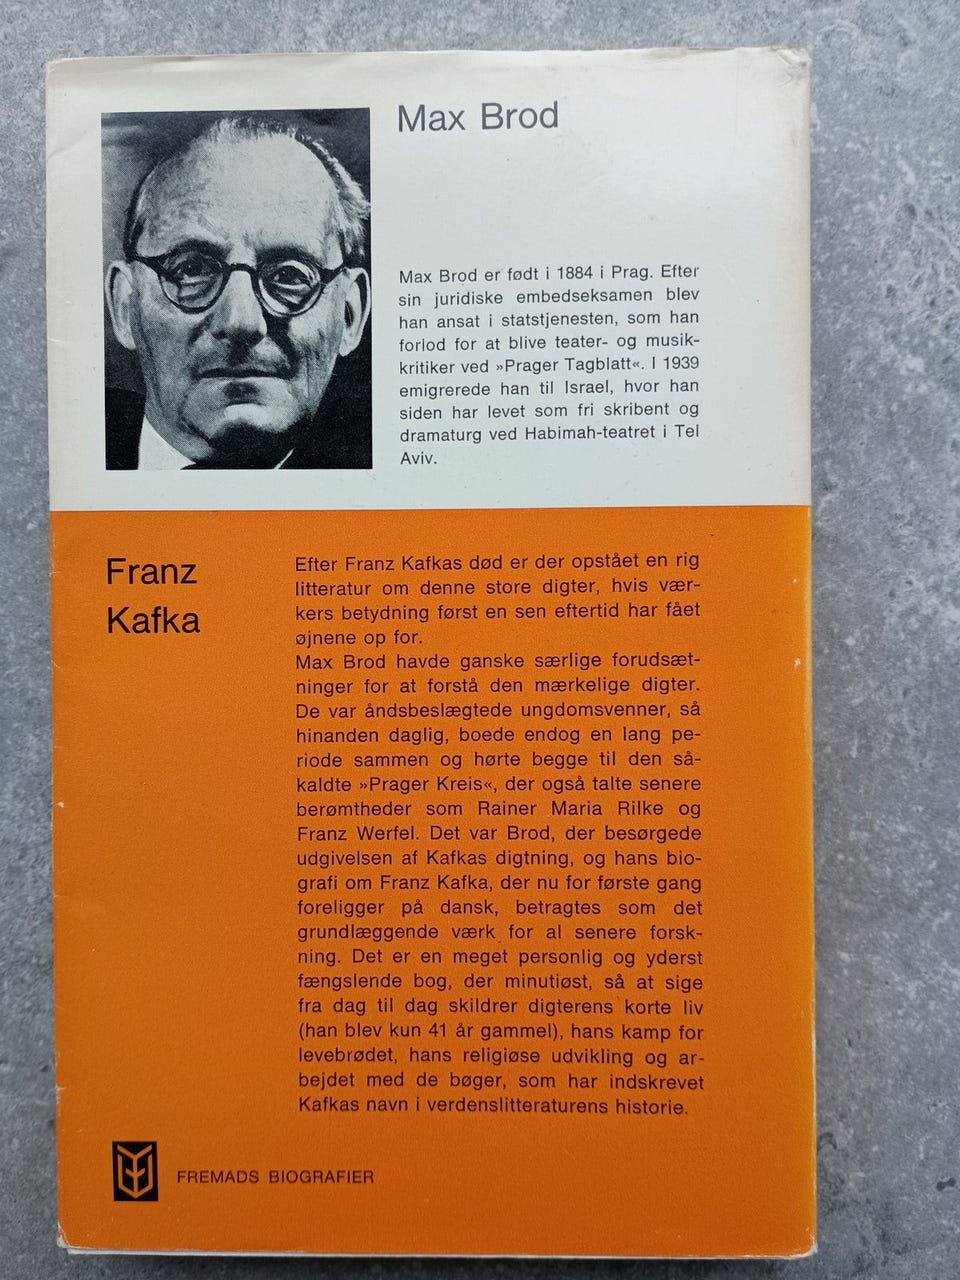 Max Brod
Max Brod er født i 1884 i Prag. Efter
sin juridiske embedseksamen blev
han ansat i statstjenesten, som han
forlod for at blive teater- og musik-
kritiker ved »Prager Tagblatt«. I 1939
emigrerede han til Israel, hvor han
siden har levet som fri skribent og
dramaturg ved Habimah-teatret i Tel
Aviv.
Franz
Kafka
Efter Franz Kafkas død er der opstået en rig
litteratur om denne store digter, hvis vær-
kers betydning først en sen eftertid har fået
øjnene op for.
Max Brod havde ganske særlige forudsæt-
ninger for at forstå den mærkelige digter.
De var åndsbeslægtede ungdomsvenner, så
hinanden daglig, boede endog en lang pe-
riode sammen og hørte begge til den så-
kaldte »Prager Kreis«, der også talte senere
berømtheder som Rainer Maria Rilke og
Franz Werfel. Det var Brod, der besørgede
udgivelsen af Kafkas digtning, og hans bio-
grafi om Franz Kafka, der nu for første gang
foreligger på dansk, betragtes som det
grundlæggende værk for al senere forsk-
ning. Det er en meget personlig og yderst
fængslende bog, der minutiøst, så at sige
fra dag til dag skildrer digterens korte liv
(han blev kun 41 år gammel), hans kamp for
levebrødet, hans religiøse udvikling og ar-
bejdet med de bøger, som har indskrevet
Kafkas navn i verdenslitteraturens historie.
FREMADS BIOGRAFIER